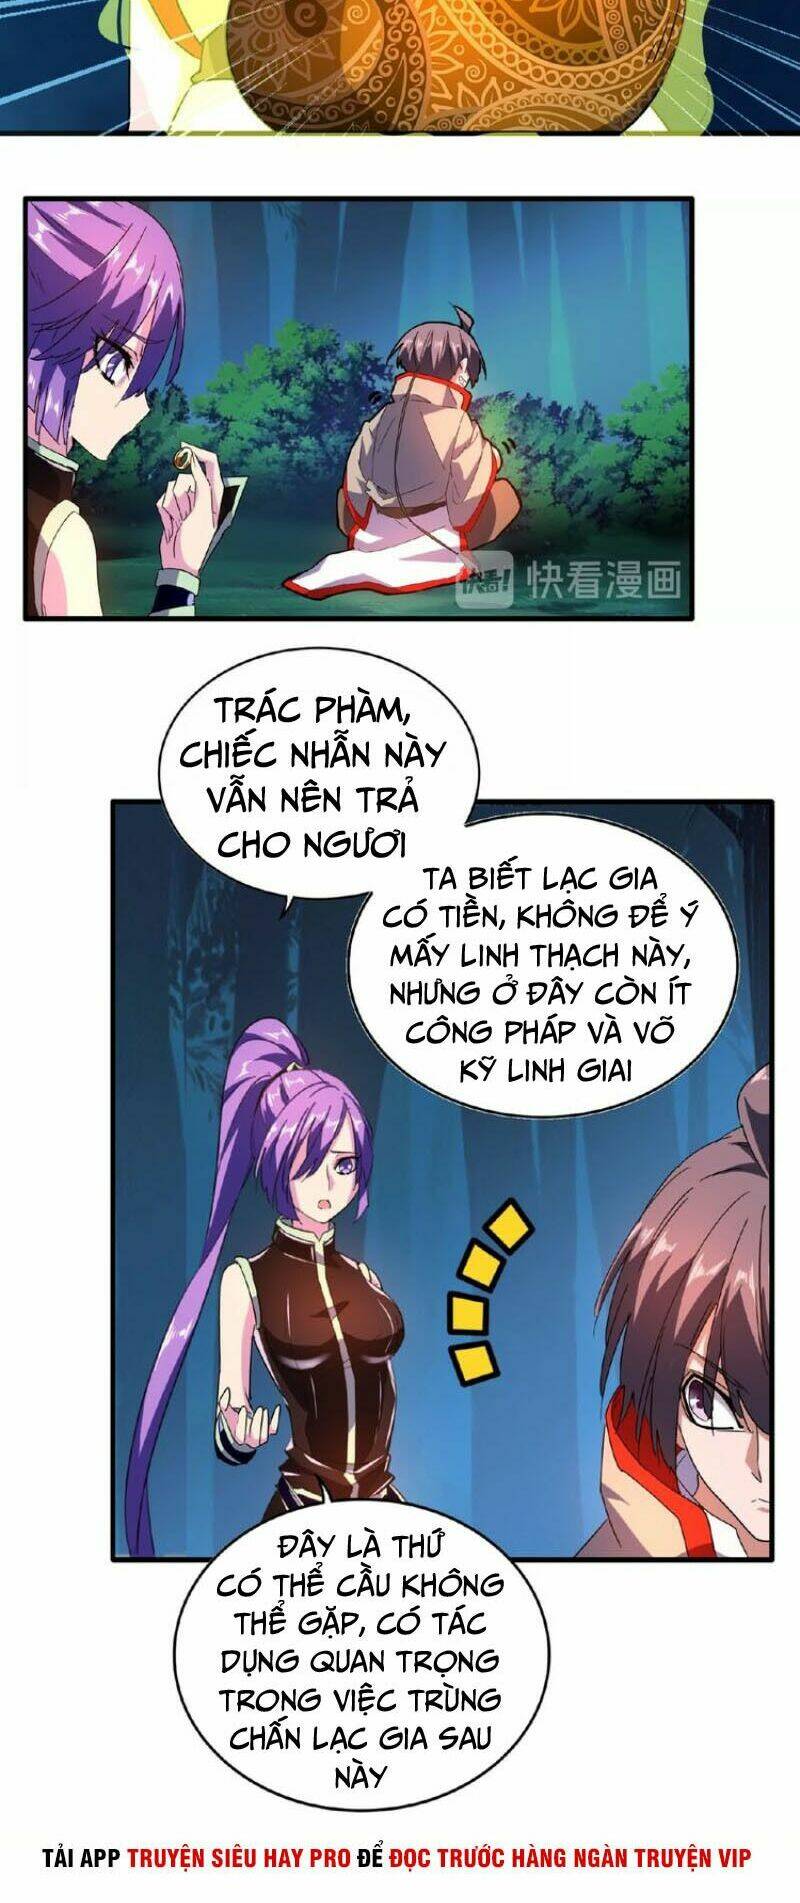 快看! 快看漫画
TRÁC PHÀM,
CHIẾC NHẪN NÀY
VẪN NÊN TRẢ
CHO NGƯƠI
TA BIẾT LẠC GIA
CÓ TIỀN, KHÔNG ĐỂ Ý
MẤY LINH THẠCH NÀY,
NHƯNG Ở ĐÂY CÒN ÍT
CÔNG PHÁP VÀ VÕ
KỸ LINH GIAI
ĐÂY LÀ THỨ
CÓ THỂ CẦU KHÔNG
THỂ GẶP, CÓ TÁC
DỤNG QUAN TRỌNG
TRONG VIỆC TRÙNG
CHẤN LẠC GIA SAU
NÀY
TẢI APP TRUYỆN SIÊU HAY PRO ĐỂ ĐỌC TRƯỚC HÀNG NGÀN TRUYỆN VIP